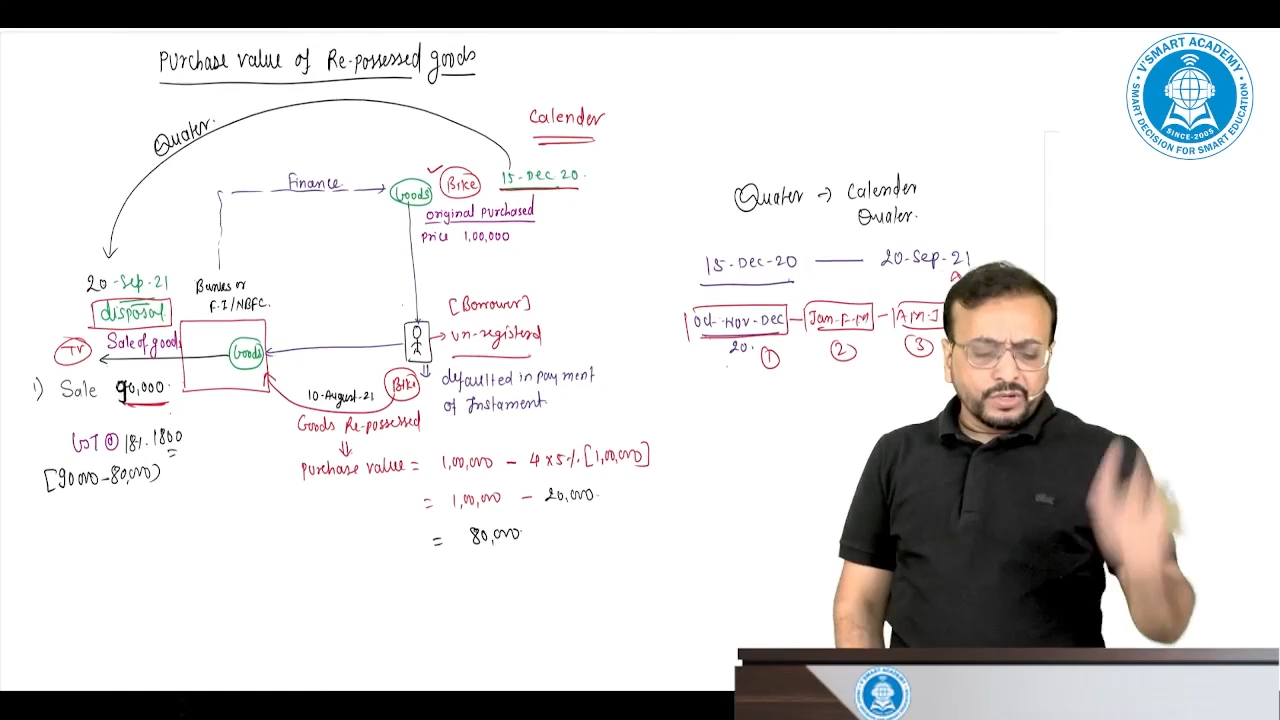 Purchase value of Re-possessed goods
Quater.
Calender
Finance
Goods
Bike
15-Dec 20.
original purchased
Price 1,00,000
20-Sep-21
disposal
Banks or
F.I/NBFC.
TV
Sale of goods
Goods
[Borrower]
un-registerd
10-August-21
Bike
defaulted in payment
of Instament
Goods Re-possessed
1) Sale 90,000.
GST @ 18%. 1800
[90000-80,000)
Purchase value = 1,00,000 - 4x5%[1,00,000]
= 1,00,000 - 20,000.
= 80,000.
Quater → Calender
Quater.
15-Dec-20 — 20-Sep-21
Oct-Nov-Dec — Jan-F-M — A M-J
20. 1 2 3
V'SMART ACADEMY
SMART DECISION FOR SMART EDUCATION
SINCE-2005